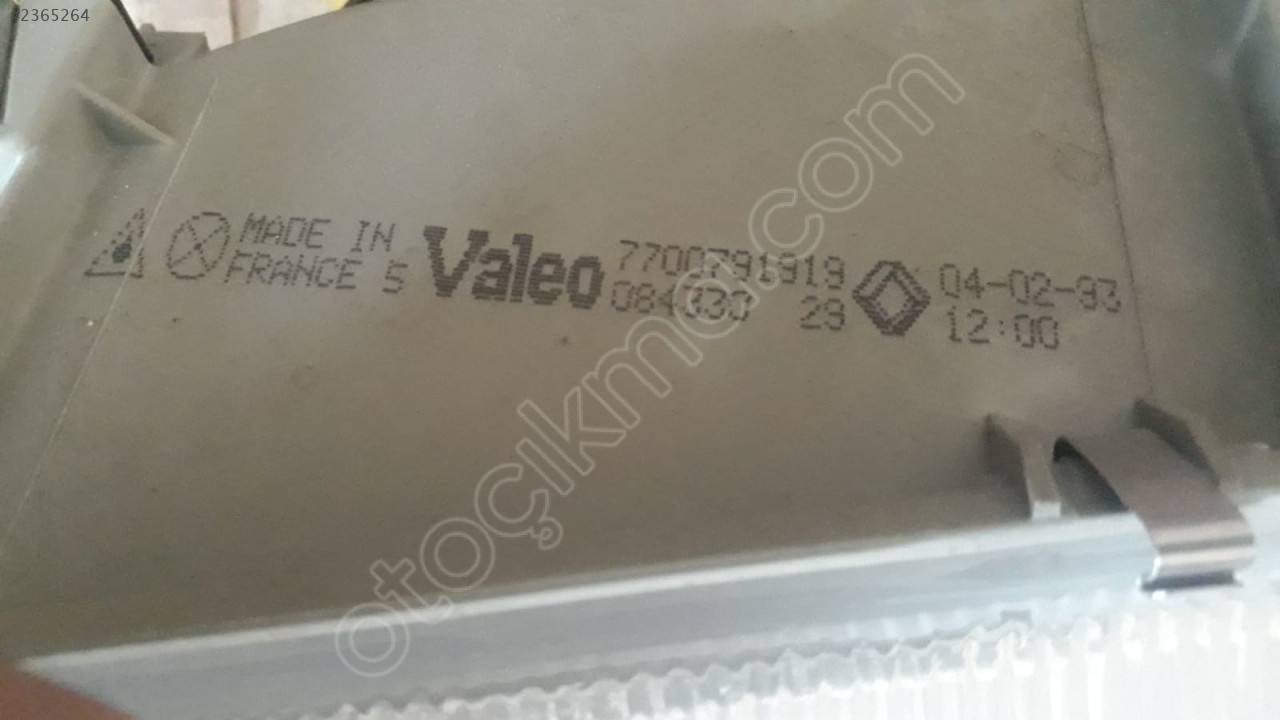 2365264
MADE IN
FRANCE 5
Valeo
7700791919
084330 29
04-02-93
12:00
otoçıkma.com